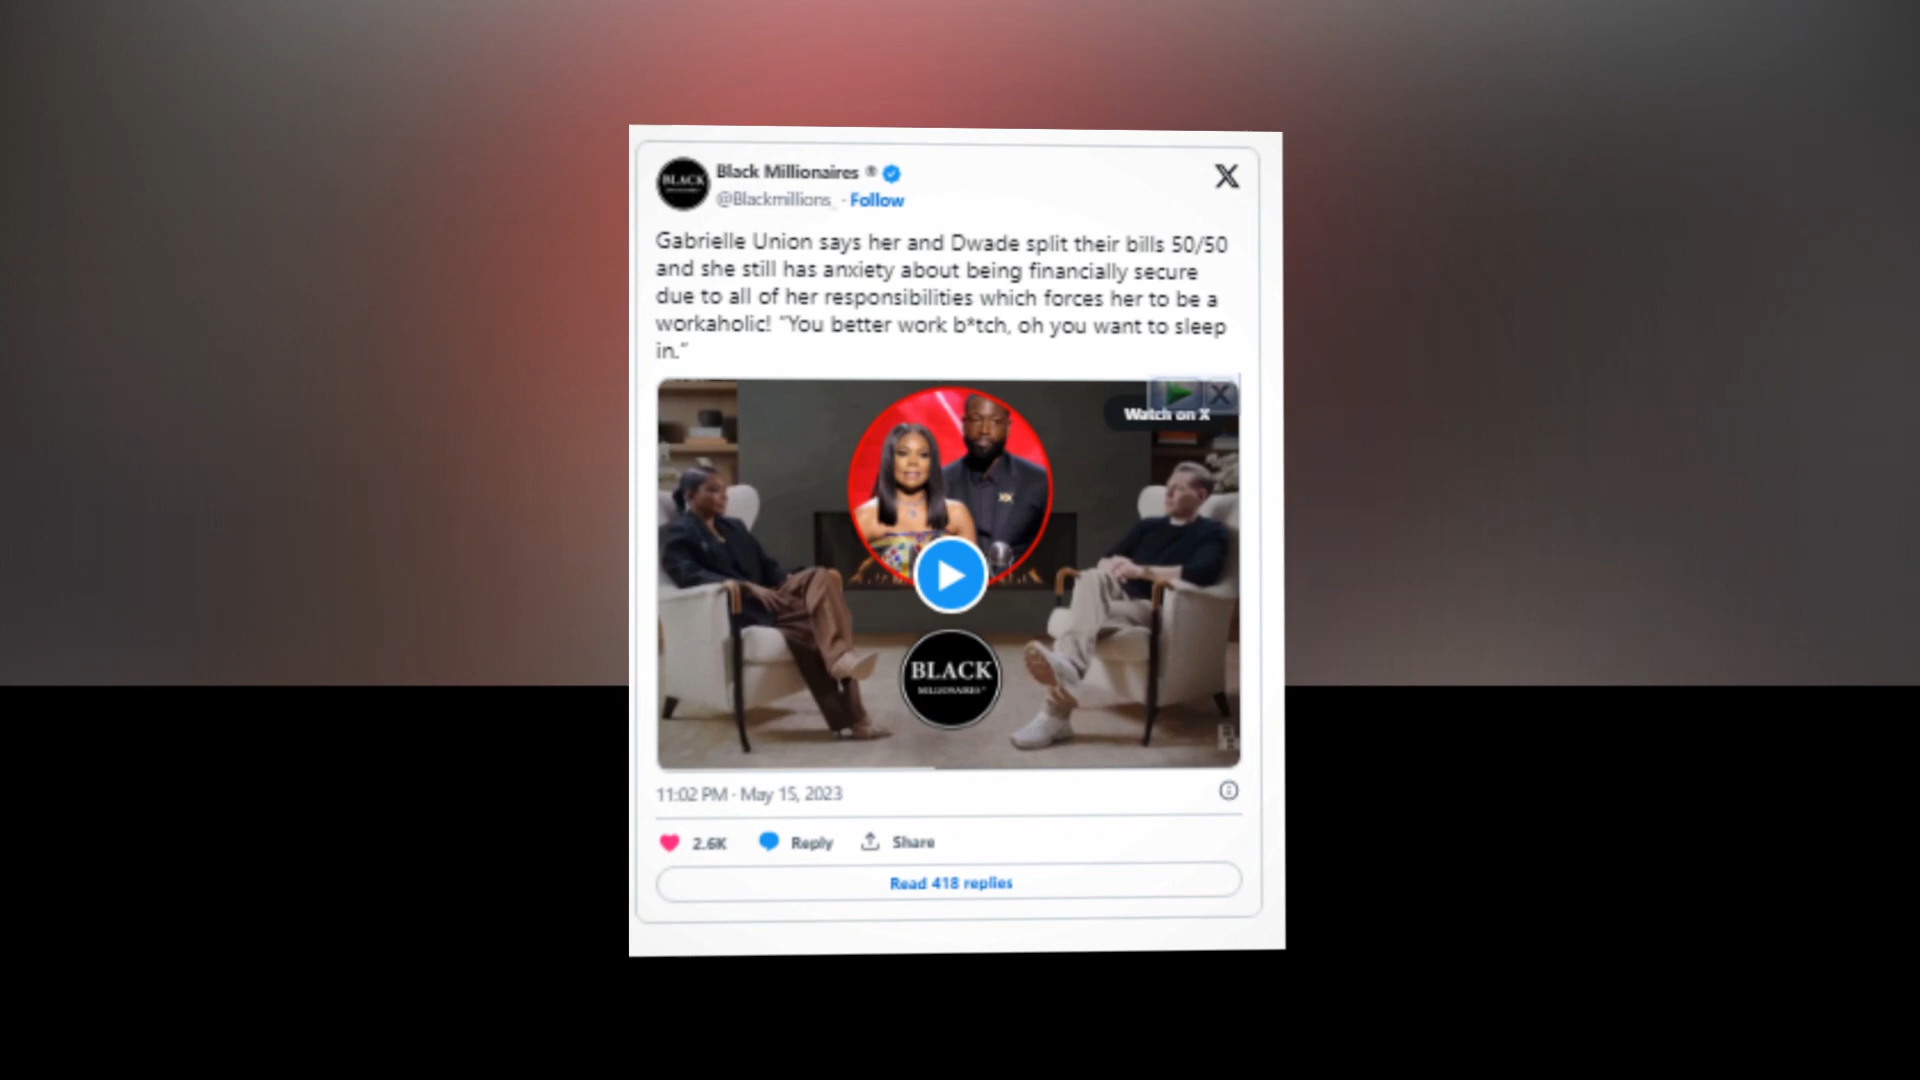 BLACK
Black Millionaires ®
@Blackmillions_ · Follow
X
Gabrielle Union says her and Dwade split their bills 50/50
and she still has anxiety about being financially secure
due to all of her responsibilities which forces her to be a
workaholic! "You better work b*tch, oh you want to sleep
in."
Watch on X
BLACK
MILLIONAIRES®
11:02 PM · May 15, 2023
2.6K
Reply
Share
Read 418 replies